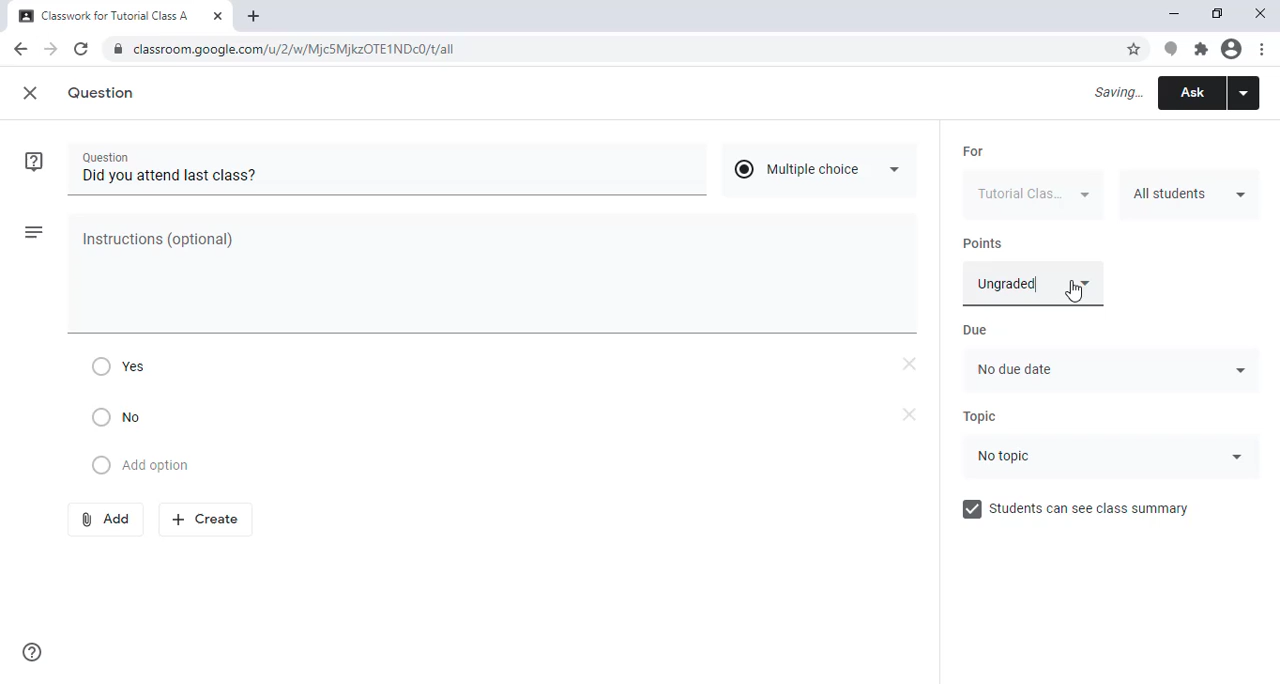 Classwork for Tutorial Class A
classroom.google.com/u/2/w/Mjc5MjkzOTE1NDc0/t/all
Question
Saving...
Ask
Question
Did you attend last class?
Multiple choice
Instructions (optional)
Yes
No
Add option
Add
Create
For
Tutorial Clas...
All students
Points
Ungraded
Due
No due date
Topic
No topic
Students can see class summary